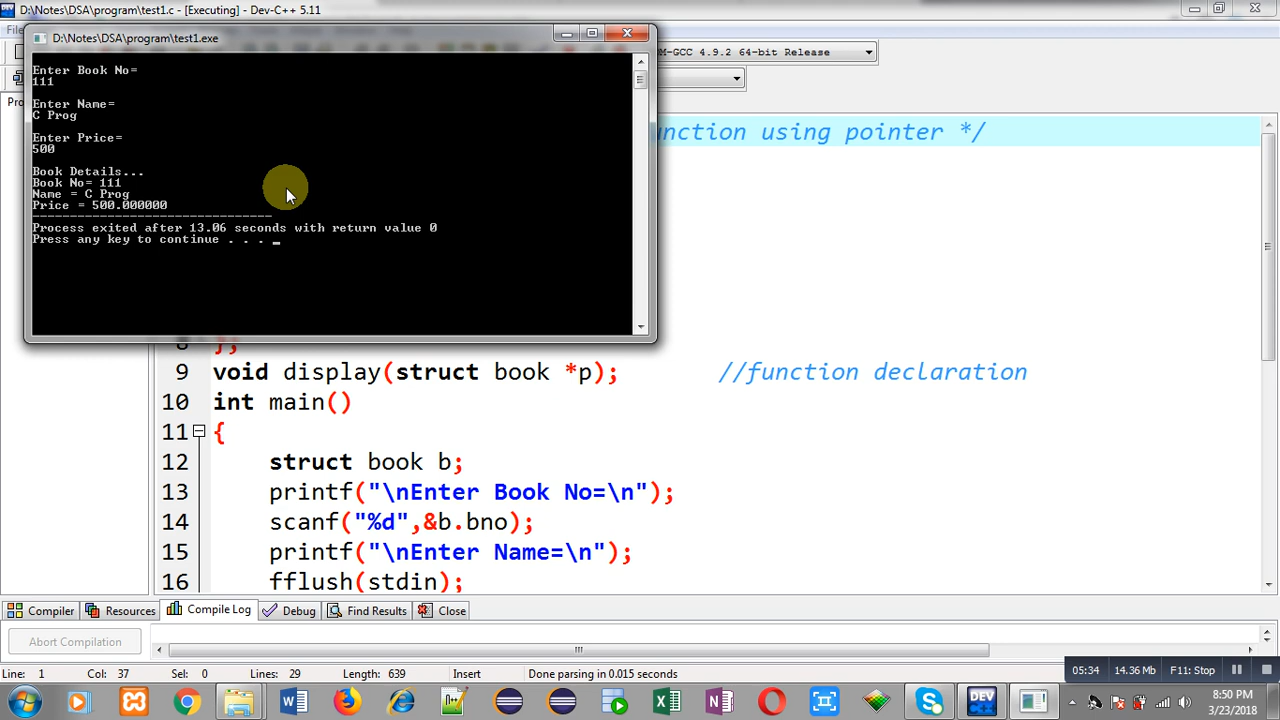 D:\Notes\DSA\program\test1.c - [Executing] - Dev-C++ 5.11
D:\Notes\DSA\program\test1.exe
DM-GCC 4.9.2 64-bit Release
Enter Book No=
111
Enter Name=
C Prog
Enter Price=
500
Book Details...
Book No= 111
Name = C Prog
Price = 500.000000
--------------------------------
Process exited after 13.06 seconds with return value 0
Press any key to continue . . . _
unction using pointer */
8 };
9 void display(struct book *p); //function declaration
10 int main()
11 {
12 struct book b;
13 printf("\nEnter Book No=\n");
14 scanf("%d",&b.bno);
15 printf("\nEnter Name=\n");
16 fflush(stdin);
Compiler Resources Compile Log Debug Find Results Close
Abort Compilation
Line: 1 Col: 37 Sel: 0 Lines: 29 Length: 639 Insert Done parsing in 0.015 seconds
05:34 14.36 Mb F11: Stop
DEV
8:50 PM
3/23/2018